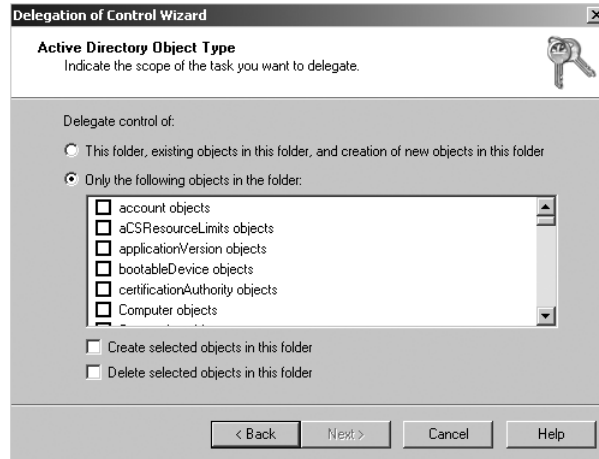 Delegation of Control Wizard
Active Directory Object Type
Indicate the scope of the task you want to delegate.
Delegate control of:
This folder, existing objects in this folder, and creation of new objects in this folder
Only the following objects in the folder:
account objects
aCSResourceLimits objects
applicationVersion objects
bootableDevice objects
certificationAuthority objects
Computer objects
Create selected objects in this folder
Delete selected objects in this folder
< Back Next > Cancel Help